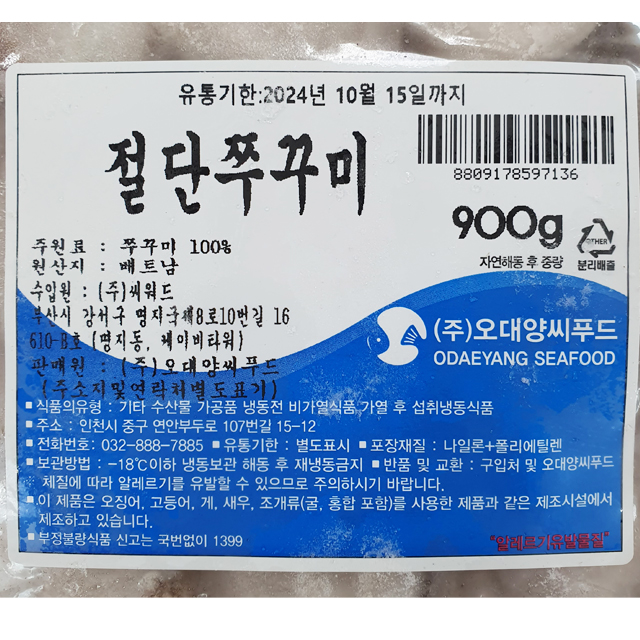 유통기한:2024년 10월 15일까지
절단쭈꾸미
8809178597136
900g
자연해동 후 중량
OTHER
분리배출
주원료 : 쭈꾸미 100%
원산지 : 베트남
수입원 : (주)씨워드
부산시 강서구 명지국제8로10번길 16
610-B호 (명지동, 베이비타워)
판매원 : (주)오대양씨푸드
(주소지및연락처별도표기)
(주)오대양씨푸드
ODAEYANG SEAFOOD
■식품의유형 : 기타 수산물 가공품 냉동전 비가열식품,가열 후 섭취냉동식품
■주소 : 인천시 중구 연안부두로 107번길 15-12
■전화번호: 032-888-7885 ■유통기한 : 별도표시 ■포장재질 : 나일론+폴리에틸렌
■보관방법 : -18℃이하 냉동보관 해동 후 재냉동금지 ■반품 및 교환 : 구입처 및 오대양씨푸드
체질에 따라 알레르기를 유발할 수 있으므로 주의하시기 바랍니다.
■이 제품은 오징어, 고등어, 게, 새우, 조개류(굴, 홍합 포함)를 사용한 제품과 같은 제조시설에서
제조하고 있습니다.
■부정불량식품 신고는 국번없이 1399
"알레르기유발물질"